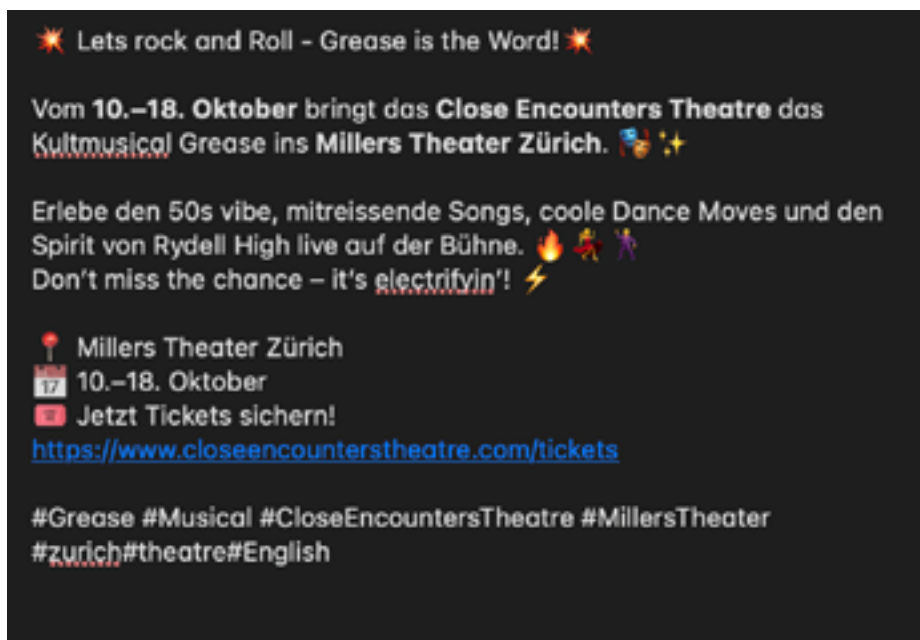 💥 Lets rock and Roll - Grease is the Word!💥
Vom 10.–18. Oktober bringt das Close Encounters Theatre das
Kultmusical Grease ins Millers Theater Zürich. 🎭✨
Erlebe den 50s vibe, mitreissende Songs, coole Dance Moves und den
Spirit von Rydell High live auf der Bühne. 🔥💃🕺
Don't miss the chance – it's electrifyin'! ⚡
📍 Millers Theater Zürich
📅 10.–18. Oktober
🎟 Jetzt Tickets sichern!
https://www.closeencounterstheatre.com/tickets
#Grease #Musical #CloseEncountersTheatre #MillersTheater
#zurich#theatre#English